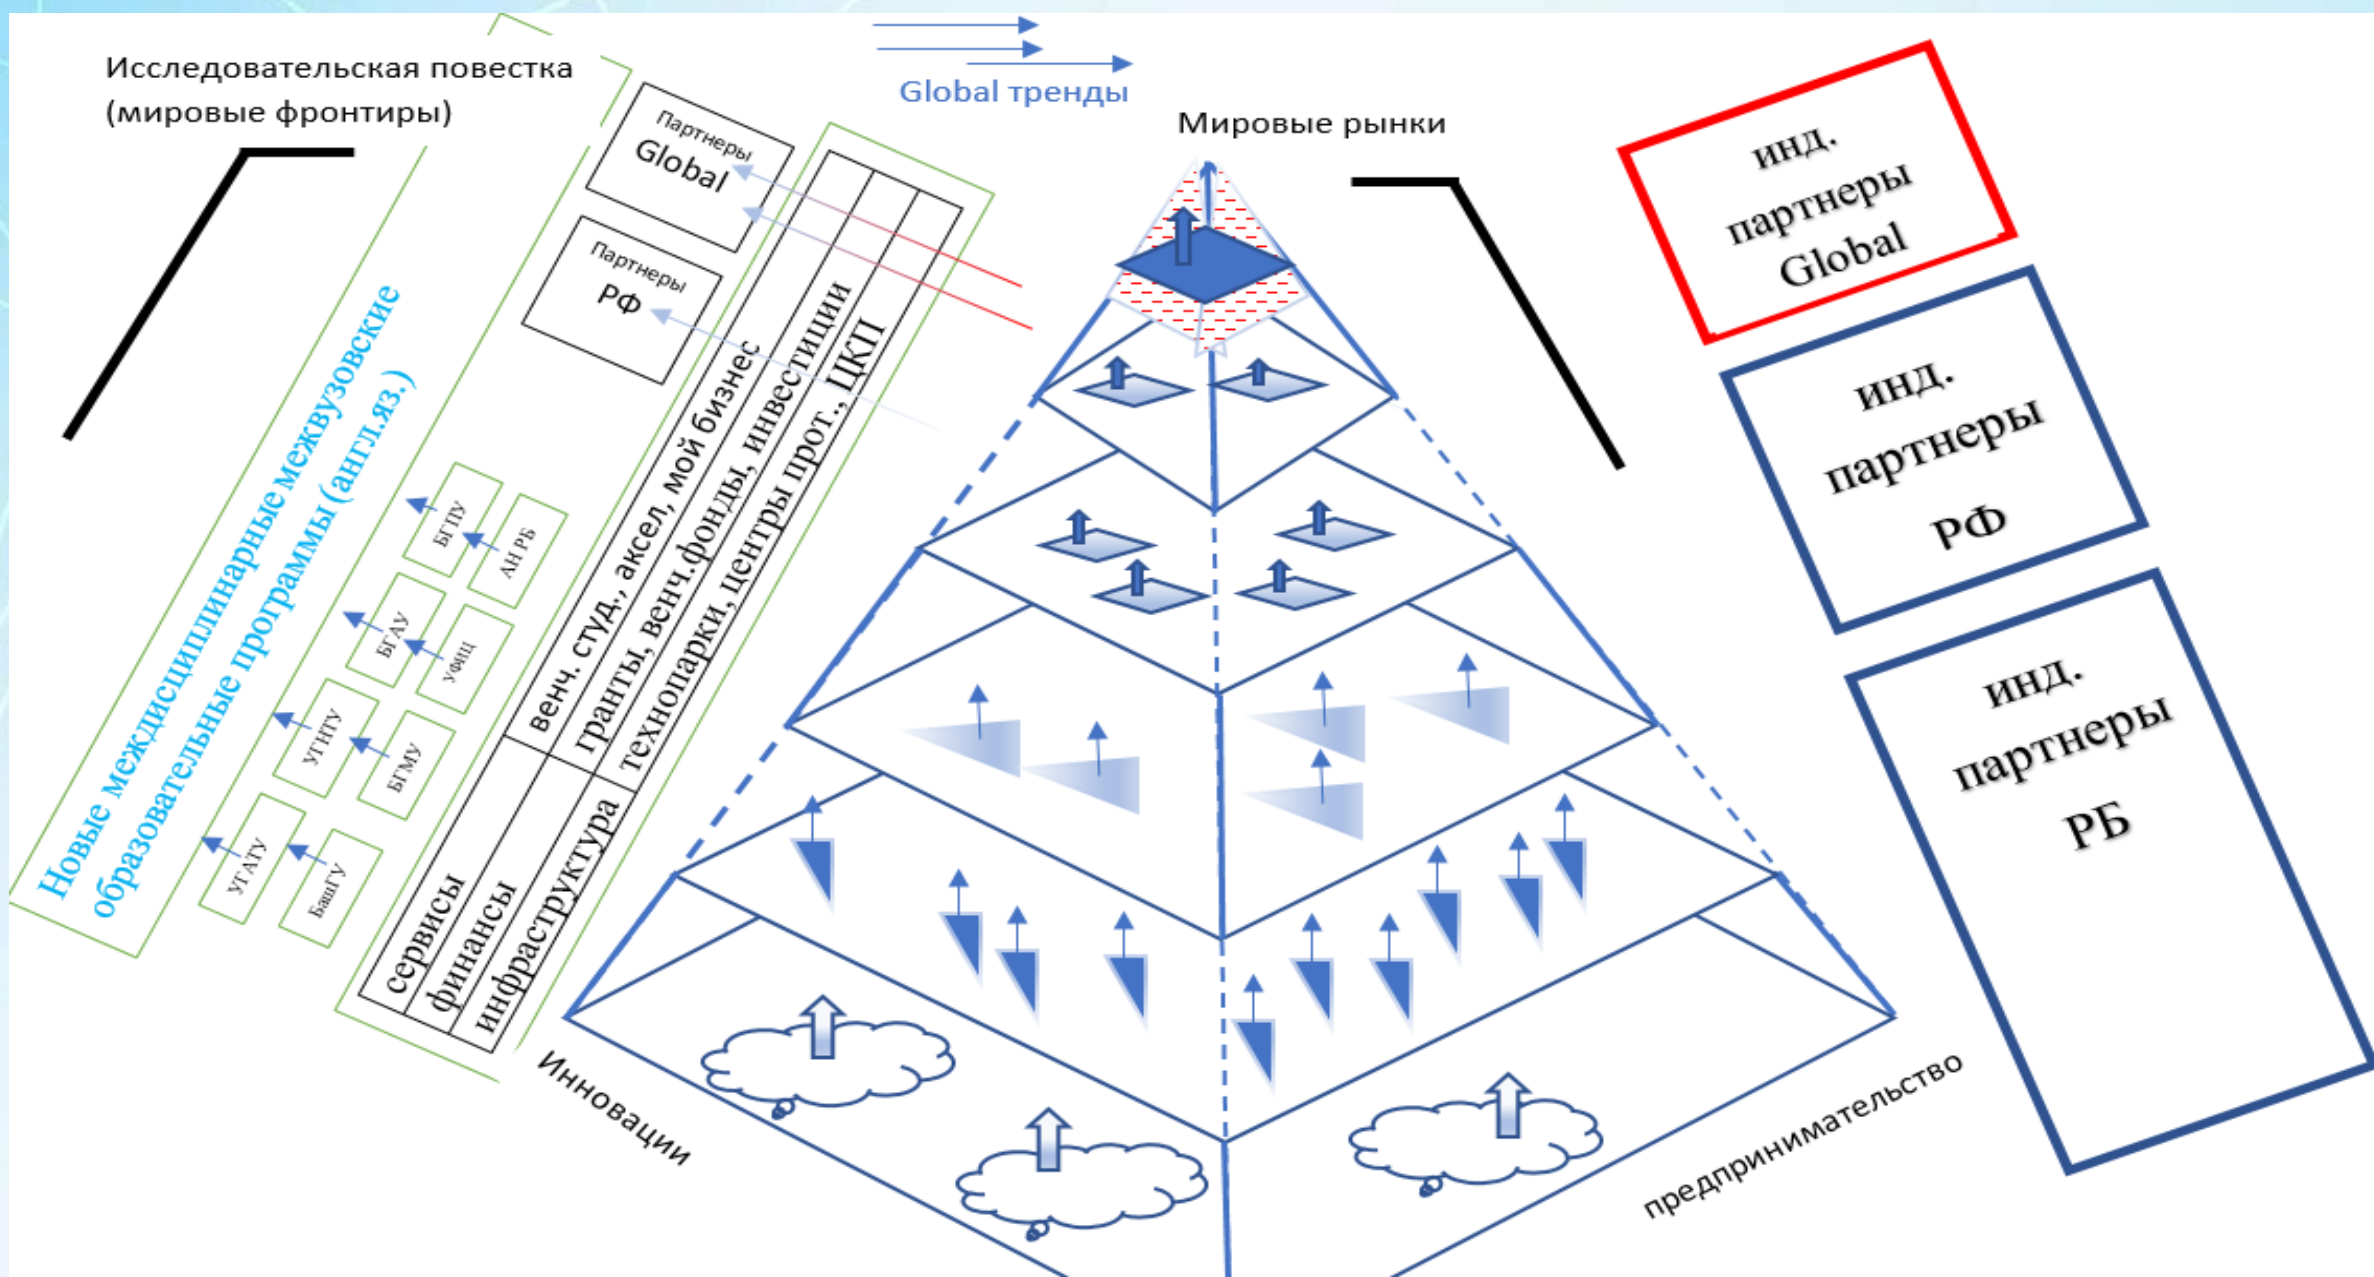 Исследовательская повестка
(мировые фронтиры)
Global тренды
Мировые рынки
Партнеры
Global
Партнеры
РФ
Новые междисциплинарные межвузовские
образовательные программы (англ.яз.)
БГПУ
АН РБ
БГАУ
УФИЦ
УГНТУ
БГМУ
УГАТУ
БашГУ
сервисы
венч. студ., аксел, мой бизнес
финансы
гранты, венч.фонды, инвестиции
инфраструктура
технопарки, центры прот., ЦКП
Инновации
предпринимательство
инд.
партнеры
Global
инд.
партнеры
РФ
инд.
партнеры
РБ